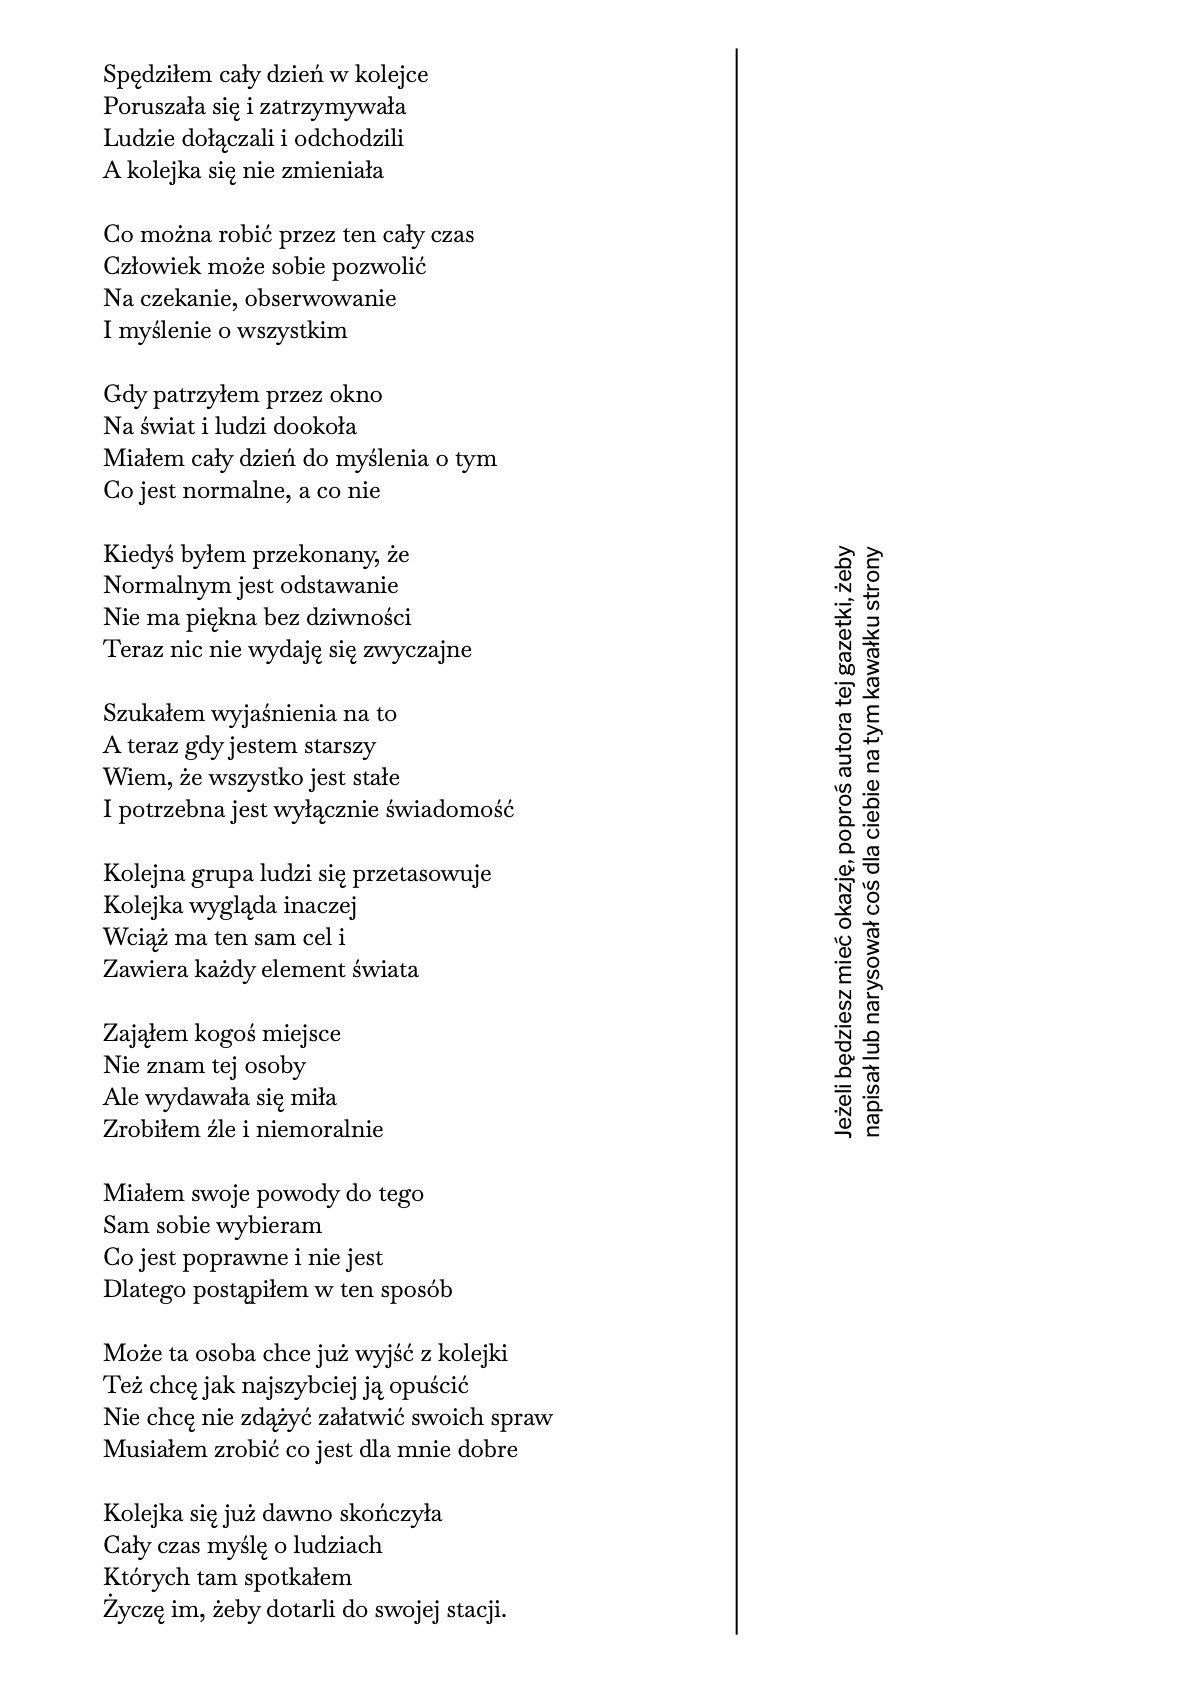 Spędziłem cały dzień w kolejce
Poruszała się i zatrzymywała
Ludzie dołączali i odchodzili
A kolejka się nie zmieniała

Co można robić przez ten cały czas
Człowiek może sobie pozwolić
Na czekanie, obserwowanie
I myślenie o wszystkim

Gdy patrzyłem przez okno
Na świat i ludzi dookoła
Miałem cały dzień do myślenia o tym
Co jest normalne, a co nie

Kiedyś byłem przekonany, że
Normalnym jest odstawanie
Nie ma piękna bez dziwności
Teraz nic nie wydaję się zwyczajne

Szukałem wyjaśnienia na to
A teraz gdy jestem starszy
Wiem, że wszystko jest stałe
I potrzebna jest wyłącznie świadomość

Kolejna grupa ludzi się przetasowuje
Kolejka wygląda inaczej
Wciąż ma ten sam cel i
Zawiera każdy element świata

Zająłem kogoś miejsce
Nie znam tej osoby
Ale wydawała się miła
Zrobiłem źle i niemoralnie

Miałem swoje powody do tego
Sam sobie wybieram
Co jest poprawne i nie jest
Dlatego postąpiłem w ten sposób

Może ta osoba chce już wyjść z kolejki
Też chcę jak najszybciej ją opuścić
Nie chcę nie zdążyć załatwić swoich spraw
Musiałem zrobić co jest dla mnie dobre

Kolejka się już dawno skończyła
Cały czas myślę o ludziach
Których tam spotkałem
Życzę im, żeby dotarli do swojej stacji.

Jeżeli będziesz mieć okazję, poproś autora tej gazetki, żeby
napisał lub narysował coś dla ciebie na tym kawałku strony